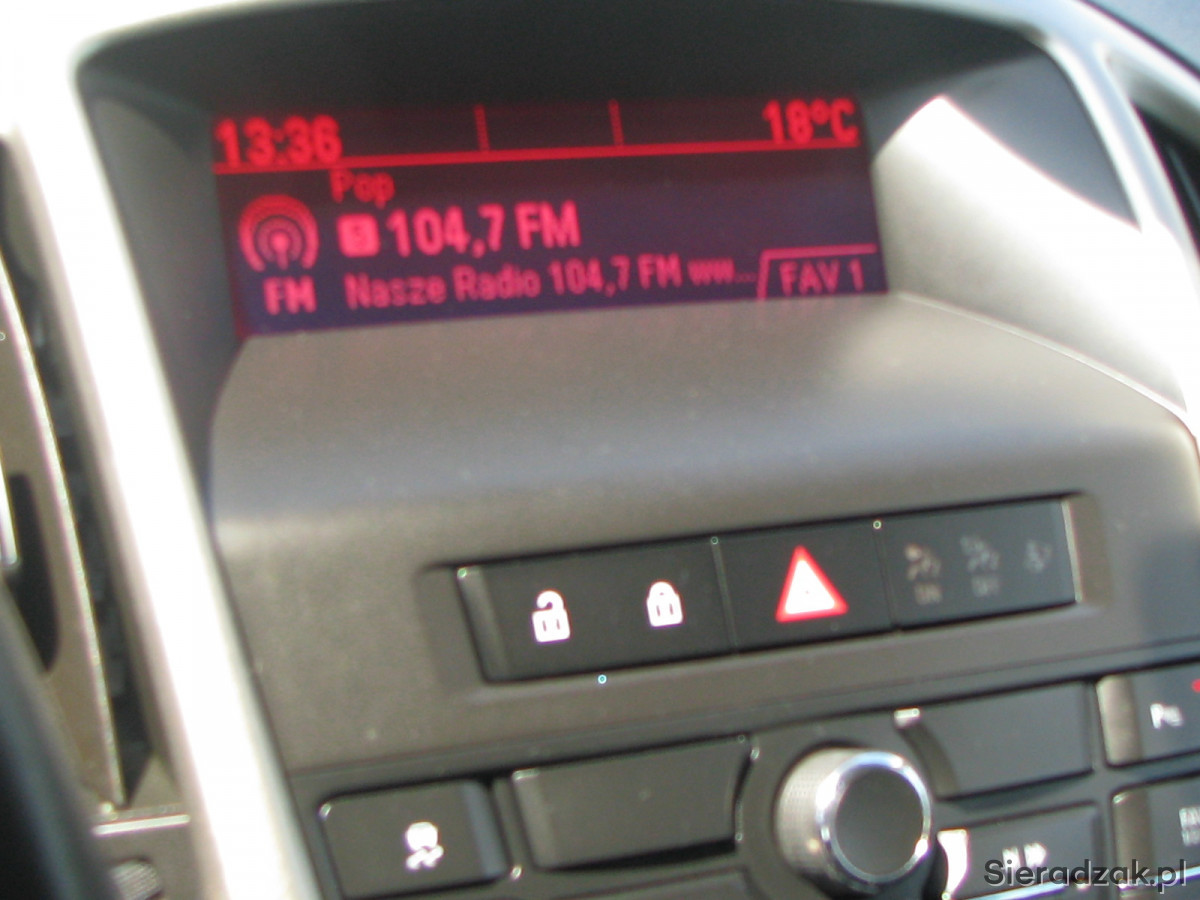 13:36 18°C
Pop
104,7 FM
FM Nasze Radio 104,7 FM ww... FAV 1
ON OFF
Sieradzak.pl